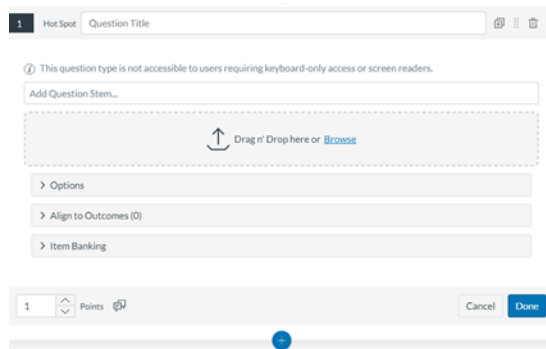 1 Hot Spot Question Title
This question type is not accessible to users requiring keyboard-only access or screen readers.
Add Question Stem...
Drag n' Drop here or Browse
Options
Align to Outcomes (0)
Item Banking
1 Points Cancel Done